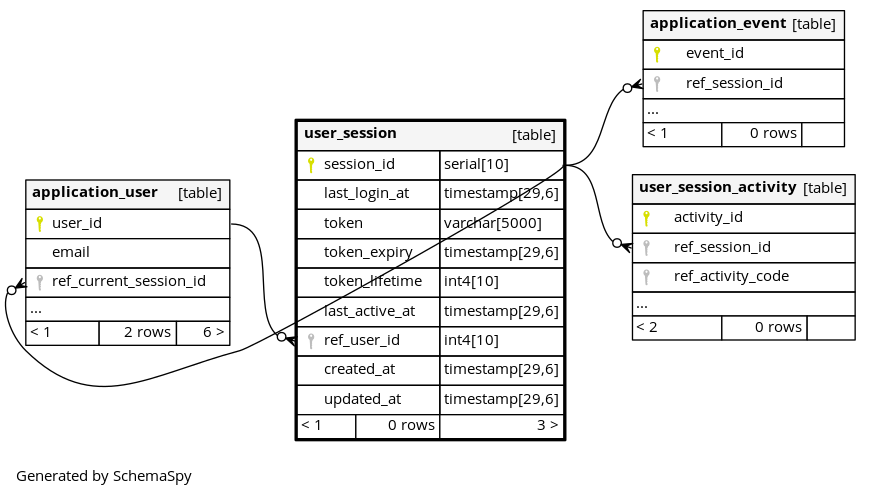 application_event [table]
event_id
ref_session_id
...
< 1 0 rows
user_session [table]
session_id serial[10]
last_login_at timestamp[29,6]
token varchar[5000]
token_expiry timestamp[29,6]
token_lifetime int4[10]
last_active_at timestamp[29,6]
ref_user_id int4[10]
created_at timestamp[29,6]
updated_at timestamp[29,6]
< 1 0 rows 3 >
application_user [table]
user_id
email
ref_current_session_id
...
< 1 2 rows 6 >
user_session_activity [table]
activity_id
ref_session_id
ref_activity_code
...
< 2 0 rows
Generated by SchemaSpy